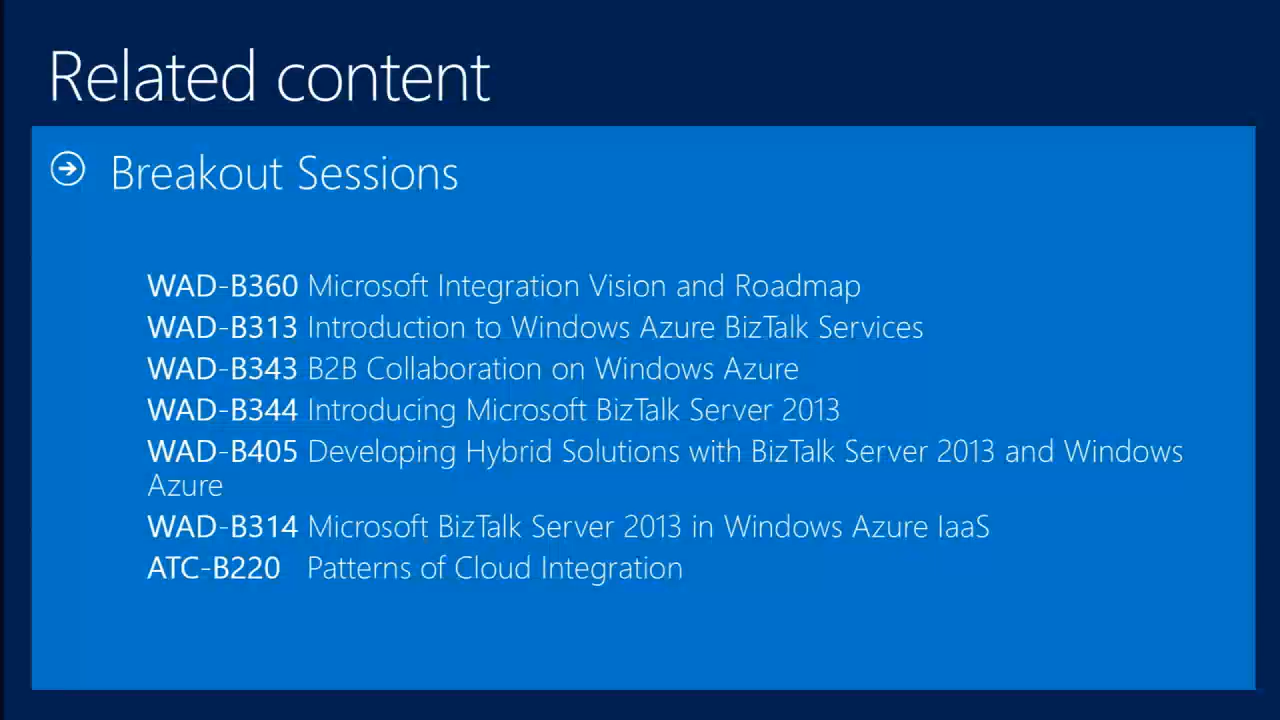 Related content
Breakout Sessions
WAD-B360 Microsoft Integration Vision and Roadmap
WAD-B313 Introduction to Windows Azure BizTalk Services
WAD-B343 B2B Collaboration on Windows Azure
WAD-B344 Introducing Microsoft BizTalk Server 2013
WAD-B405 Developing Hybrid Solutions with BizTalk Server 2013 and Windows
Azure
WAD-B314 Microsoft BizTalk Server 2013 in Windows Azure IaaS
ATC-B220 Patterns of Cloud Integration